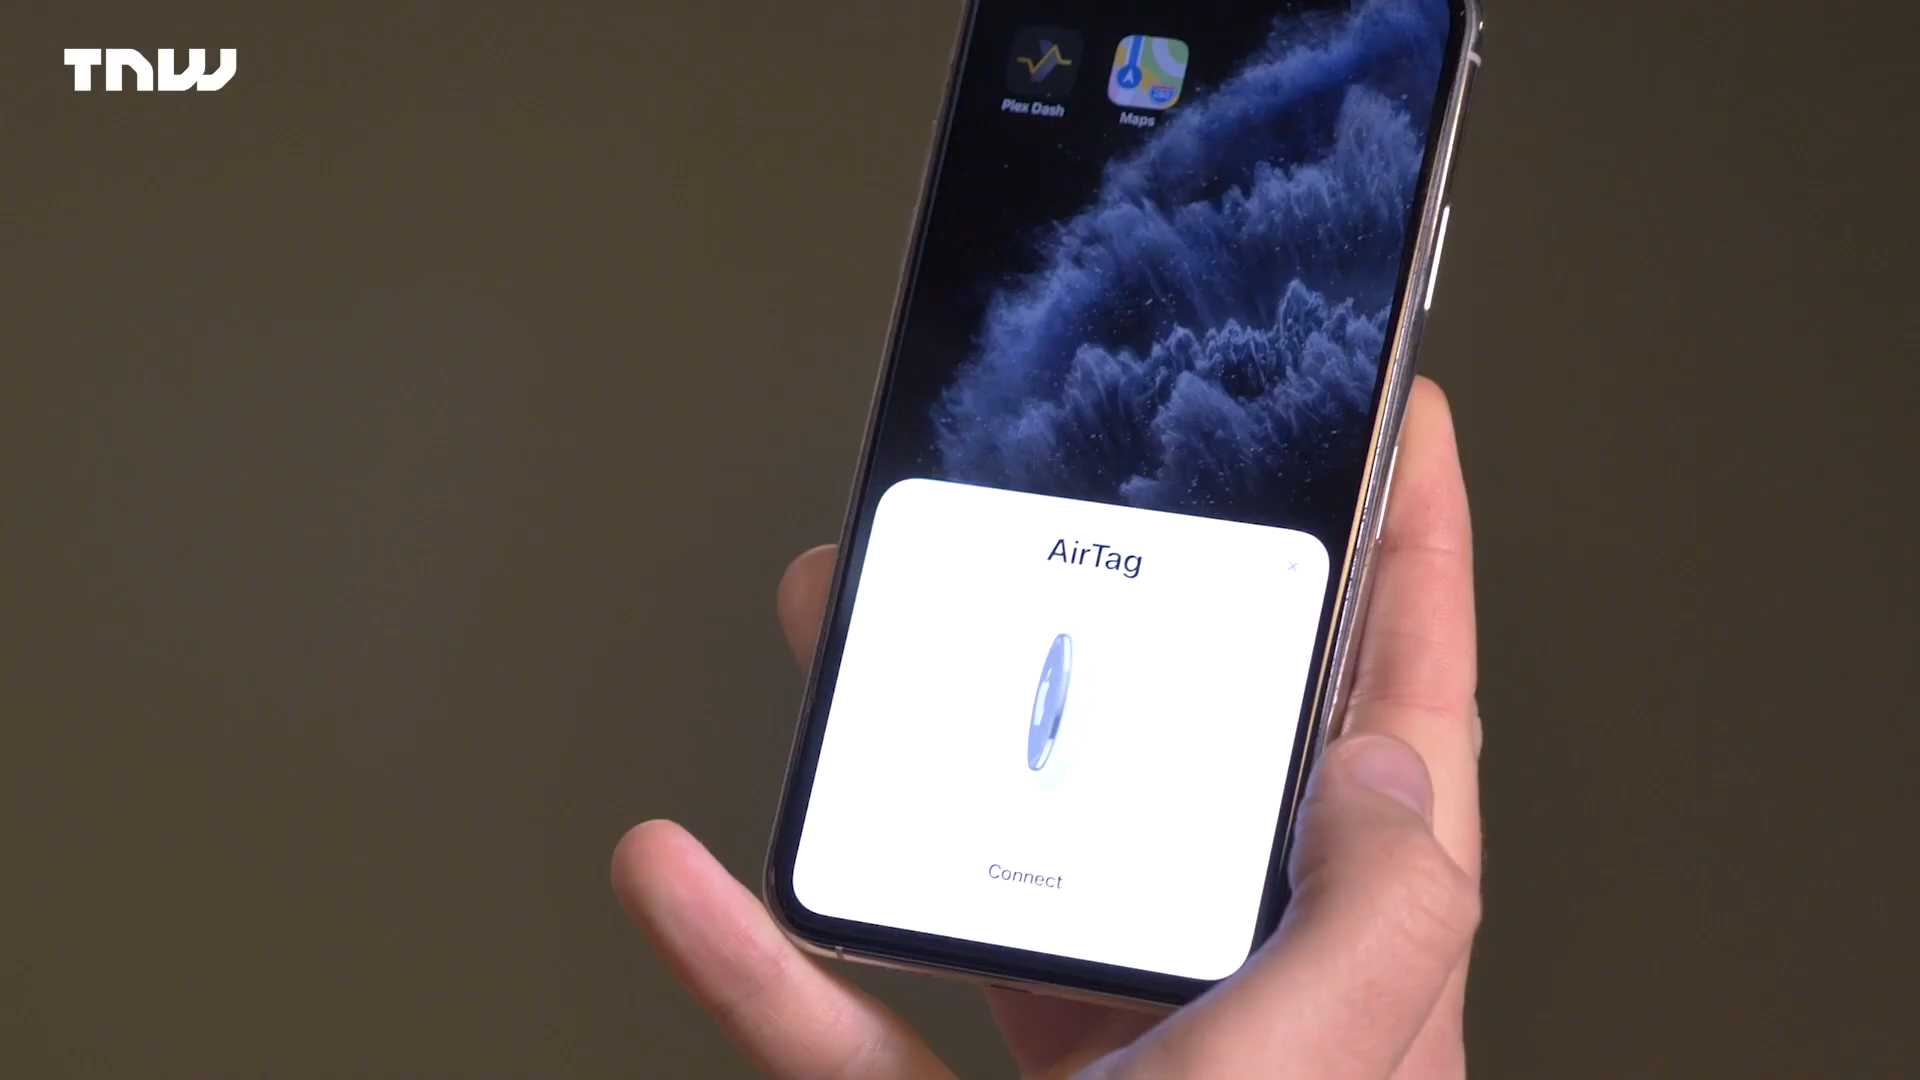 TNW
Plex Dash
Maps
AirTag
Connect